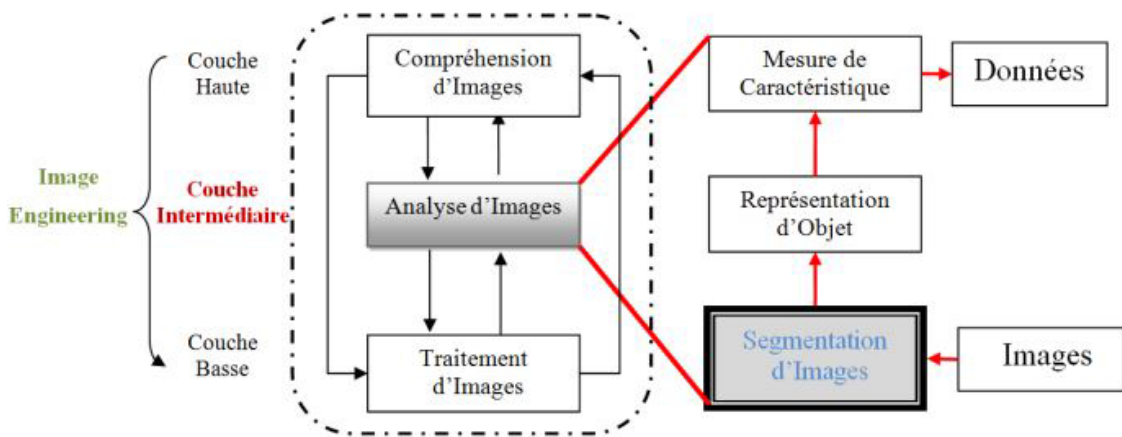 Image
Engineering
Couche
Haute
Couche
Intermédiaire
Couche
Basse
Compréhension
d’Images
Analyse d’Images
Traitement
d’Images
Mesure de
Caractéristique
Données
Représentation
d’Objet
Segmentation
d’Images
Images